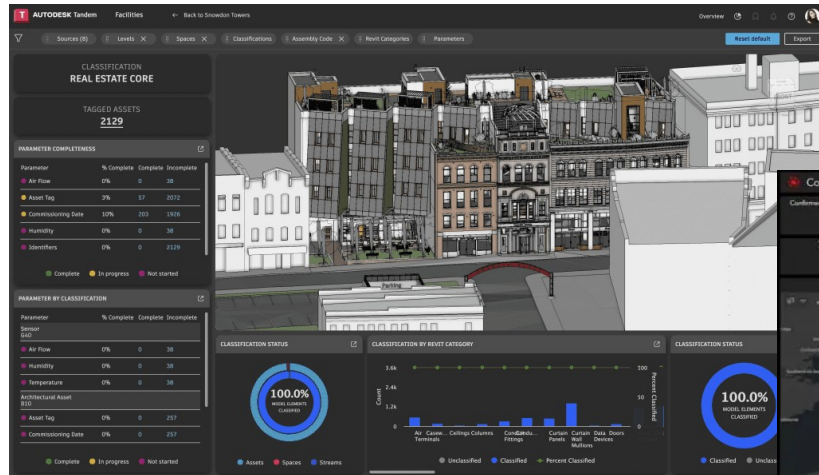 AUTODESK Tandem Facilities ← Back to Snowdon Towers Overview
Sources (8) Levels X Spaces X Classifications Assembly Code X Revit Categories Parameters Reset default Export
CLASSIFICATION
REAL ESTATE CORE
TAGGED ASSETS
2129
PARAMETER COMPLETENESS
Parameter % Complete Complete Incomplete
Air Flow 0% 0 38
Asset Tag 3% 57 2072
Commissioning Date 10% 203 1926
Humidity 0% 0 38
Identifiers 0% 0 2129
Complete In progress Not started
PARAMETER BY CLASSIFICATION
Parameter % Complete Complete Incomplete
Sensor
G40
Air Flow 0% 0 38
Humidity 0% 0 38
Temperature 0% 0 38
Architectural Asset
B10
Asset Tag 0% 0 257
Commissioning Date 0% 0 257
Complete In progress Not started
Parking
CLASSIFICATION STATUS
100.0%
MODEL ELEMENTS
CLASSIFIED
Assets Spaces Streams
CLASSIFICATION BY REVIT CATEGORY
Count
3.6k
2.4k
1.2k
0
100
50
0
Percent Classified
Air Terminals
Casew...
Ceilings
Columns
Conduit Fittings
Condu...
Curtain Panels
Curtain Wall Mullions
Data Devices
Doors
Unclassified Classified Percent Classified
CLASSIFICATION STATUS
100.0%
MODEL ELEMENTS
CLASSIFIED
Classified Unclass
Co
Confirmed